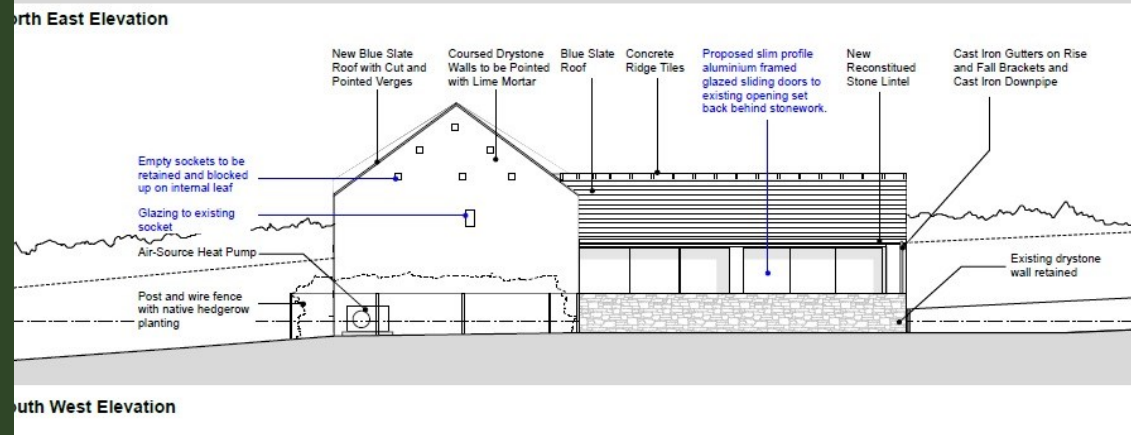 orth East Elevation
New Blue Slate
Roof with Cut and
Pointed Verges
Coursed Drystone
Walls to be Pointed
with Lime Mortar
Blue Slate
Roof
Concrete
Ridge Tiles
Proposed slim profile
aluminium framed
glazed sliding doors to
existing opening set
back behind stonework.
New
Reconstitued
Stone Lintel
Cast Iron Gutters on Rise
and Fall Brackets and
Cast Iron Downpipe
Empty sockets to be
retained and blocked
up on internal leaf
Glazing to existing
socket
Air-Source Heat Pump
Post and wire fence
with native hedgerow
planting
Existing drystone
wall retained
outh West Elevation